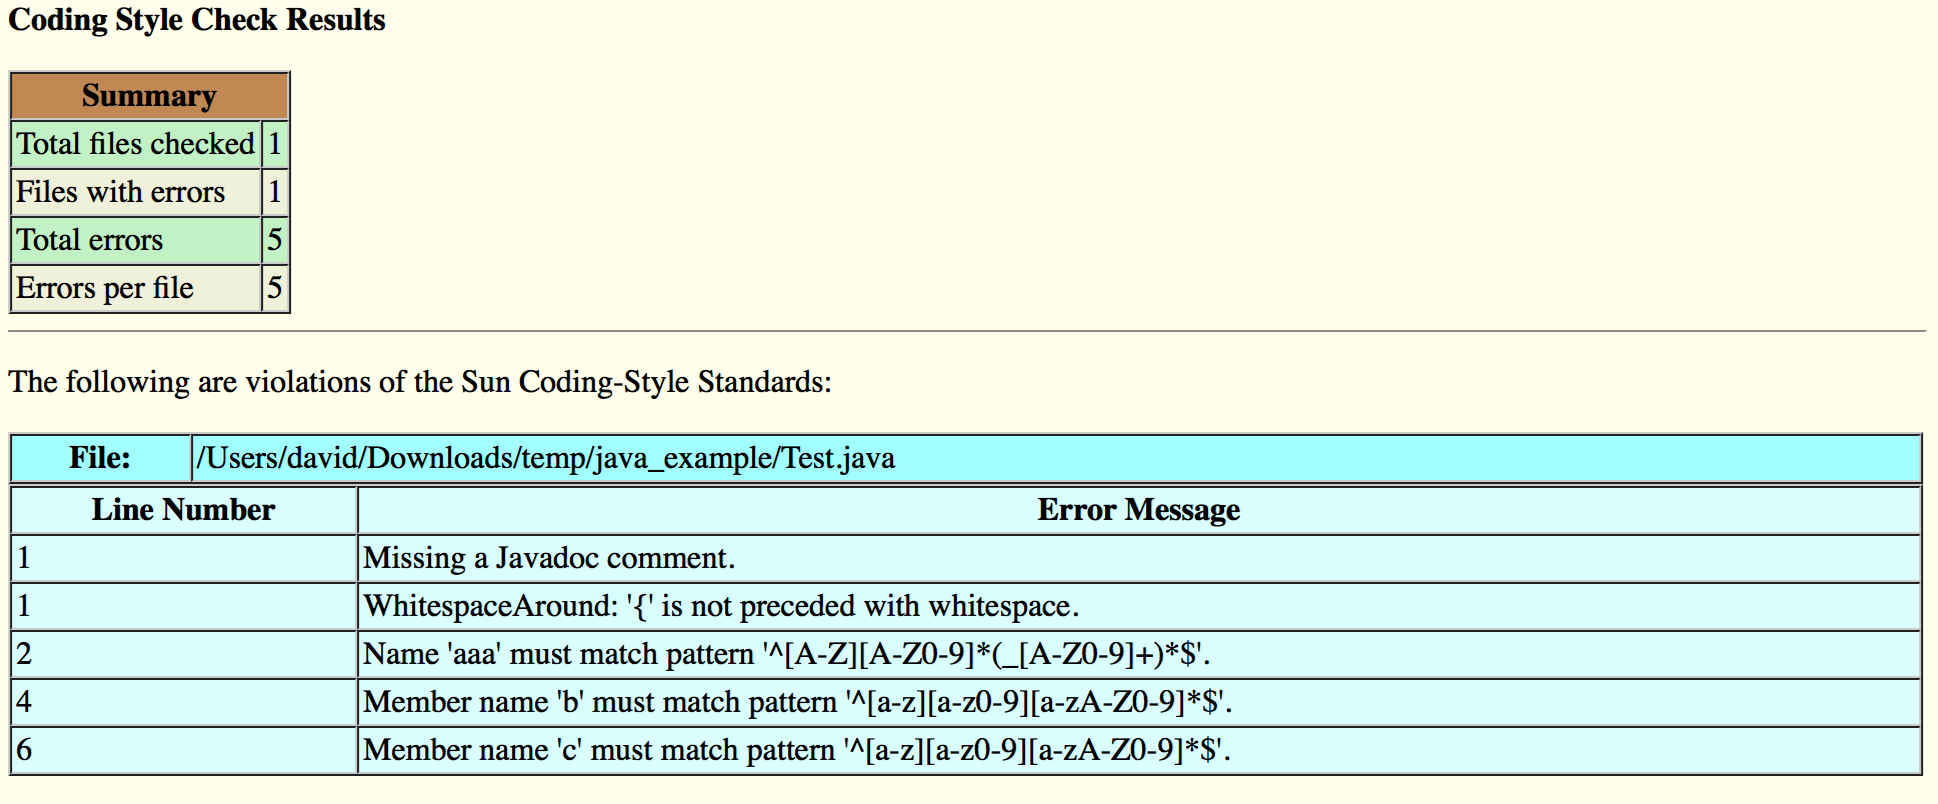 Coding Style Check Results
Summary
Total files checked 1
Files with errors 1
Total errors 5
Errors per file 5
The following are violations of the Sun Coding-Style Standards:
File: /Users/david/Downloads/temp/java_example/Test.java
Line Number Error Message
1 Missing a Javadoc comment.
1 WhitespaceAround: '{' is not preceded with whitespace.
2 Name 'aaa' must match pattern '^[A-Z][A-Z0-9]*(_[A-Z0-9]+)*$'.
4 Member name 'b' must match pattern '^[a-z][a-z0-9][a-zA-Z0-9]*$'.
6 Member name 'c' must match pattern '^[a-z][a-z0-9][a-zA-Z0-9]*$'.